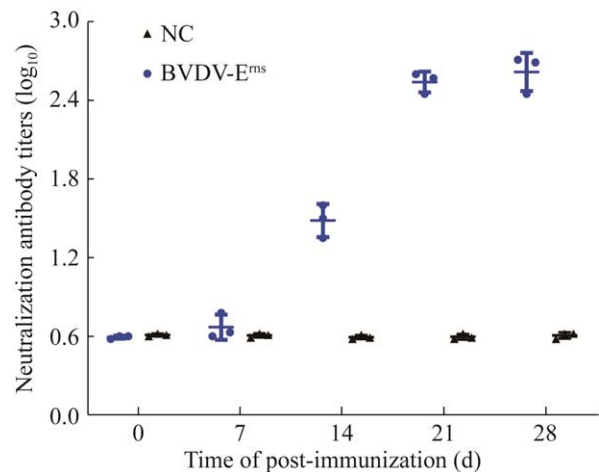 3.0
2.4
1.8
1.2
0.6
0.0
Neutralization antibody titers (log₁₀)
NC
BVDV-Eʳⁿˢ
0 7 14 21 28
Time of post-immunization (d)